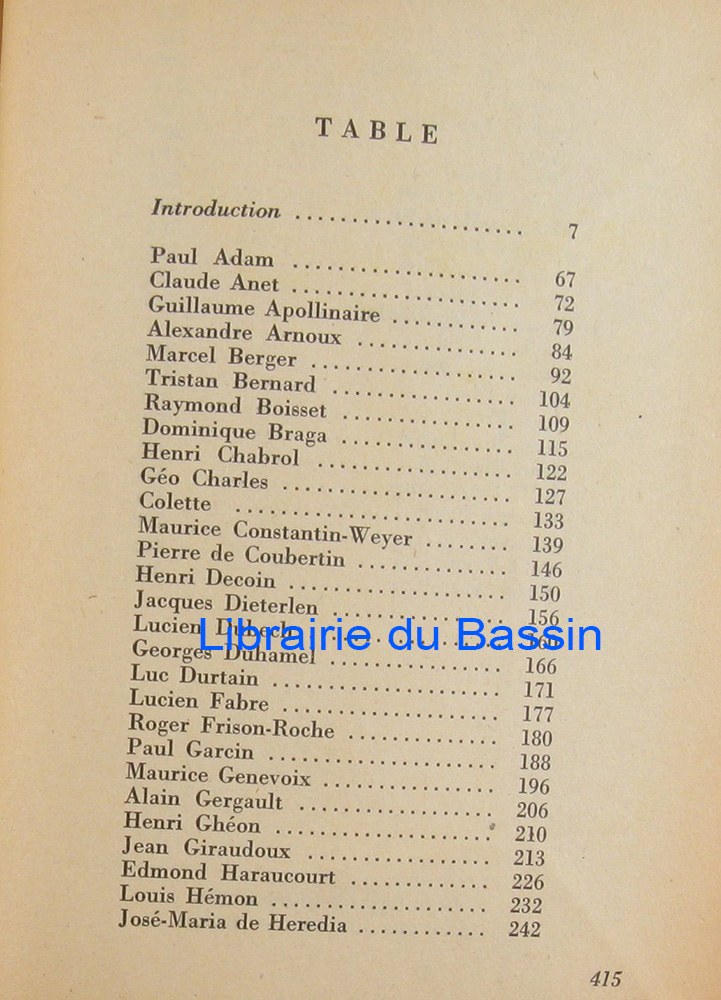 TABLE
Introduction .................... 7
Paul Adam .................... 67
Claude Anet .................... 72
Guillaume Apollinaire ............ 79
Alexandre Arnoux .............. 84
Marcel Berger .................. 92
Tristan Bernard ................ 104
Raymond Boisset ............... 109
Dominique Braga ............... 115
Henri Chabrol ................. 122
Géo Charles .................... 127
Colette ........................ 133
Maurice Constantin-Weyer ........ 139
Pierre de Coubertin ............. 146
Henri Decoin ................... 150
Jacques Dieterlen ............... 156
Lucien Dubech
Librairie du Bassin
Georges Duhamel ............... 166
Luc Durtain .................... 171
Lucien Fabre ................... 177
Roger Frison-Roche ............. 180
Paul Garcin .................... 188
Maurice Genevoix ............... 196
Alain Gergault ................. 206
Henri Ghéon ................... 210
Jean Giraudoux ................ 213
Edmond Haraucourt ............ 226
Louis Hémon ................... 232
José-Maria de Heredia ............ 242
415